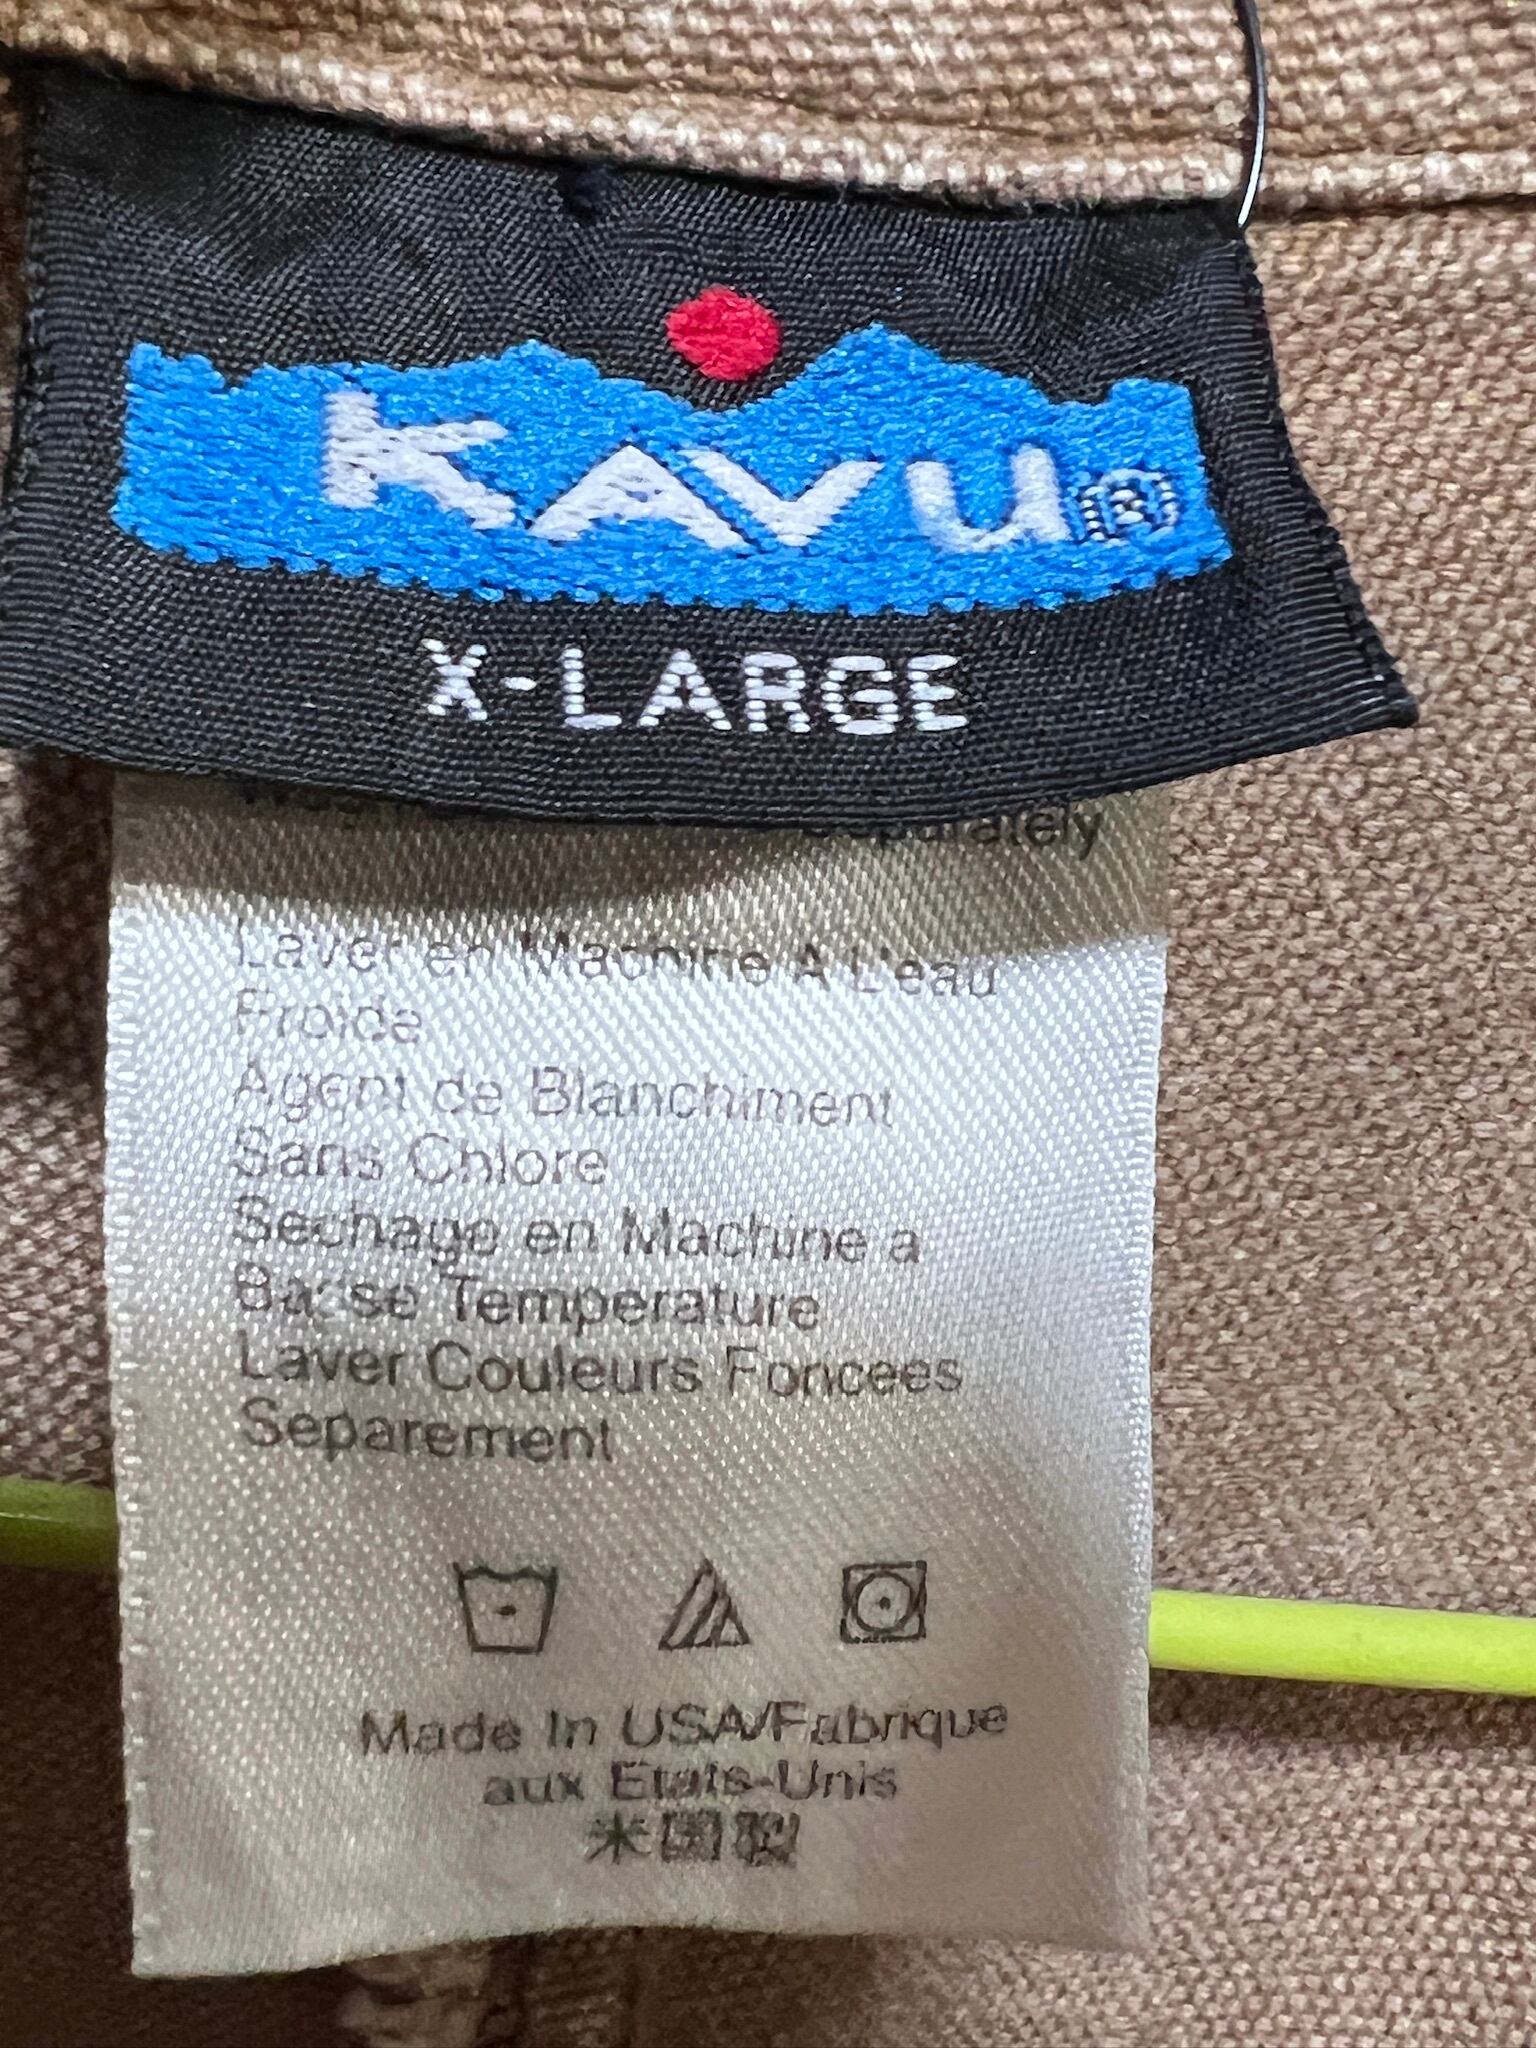 KAVU®
X-LARGE
Separately
Laver en Machine A L'eau
Froide
Agent de Blanchiment
Sans Chlore
Sechage en Machine a
Basse Temperature
Laver Couleurs Foncees
Separement
Made In USA/Fabrique
aux Etats-Unis
米国製